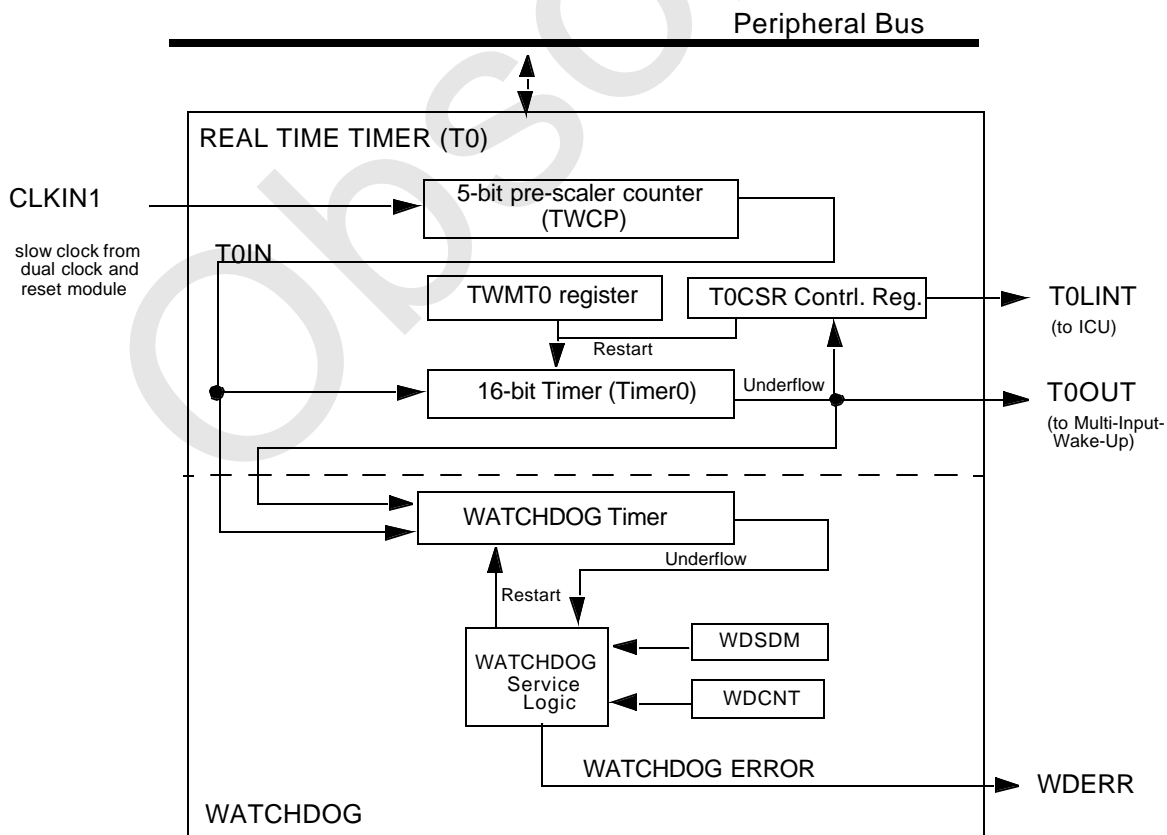 Peripheral Bus
REAL TIME TIMER (T0)
CLKIN1
slow clock from
dual clock and
reset module
5-bit pre-scaler counter
(TWCP)
T0IN
TWMT0 register
T0CSR Contrl. Reg.
T0LINT
(to ICU)
Restart
16-bit Timer (Timer0)
Underflow
T0OUT
(to Multi-Input-
Wake-Up)
WATCHDOG Timer
Underflow
Restart
WATCHDOG
Service
Logic
WDSDM
WDCNT
WATCHDOG ERROR
WDERR
WATCHDOG
Obso